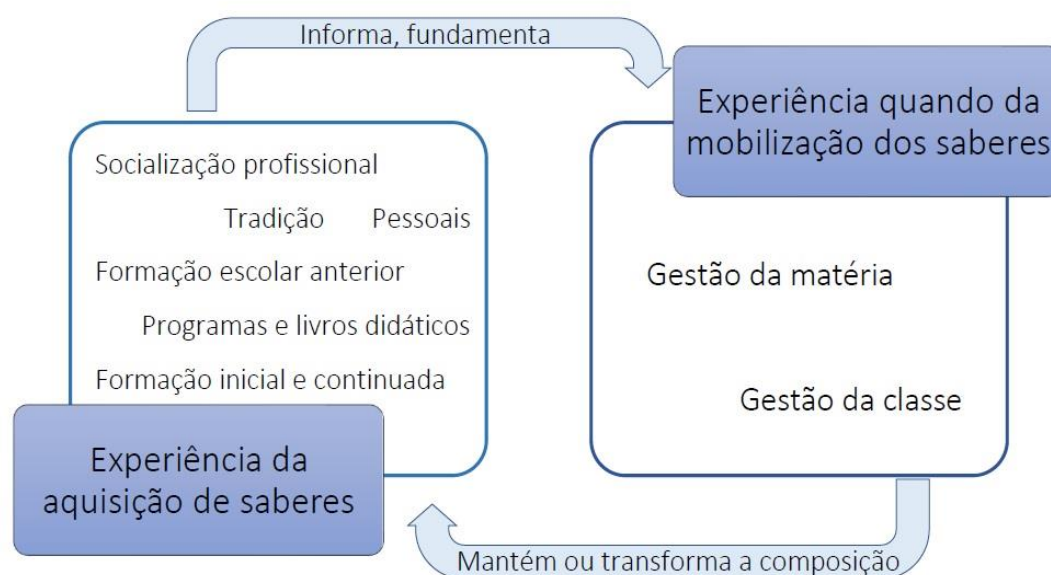 Informa, fundamenta
Experiência quando da
mobilização dos saberes
Socialização profissional
Tradição Pessoais
Formação escolar anterior
Programas e livros didáticos
Formação inicial e continuada
Experiência da
aquisição de saberes
Gestão da matéria
Gestão da classe
Mantém ou transforma a composição